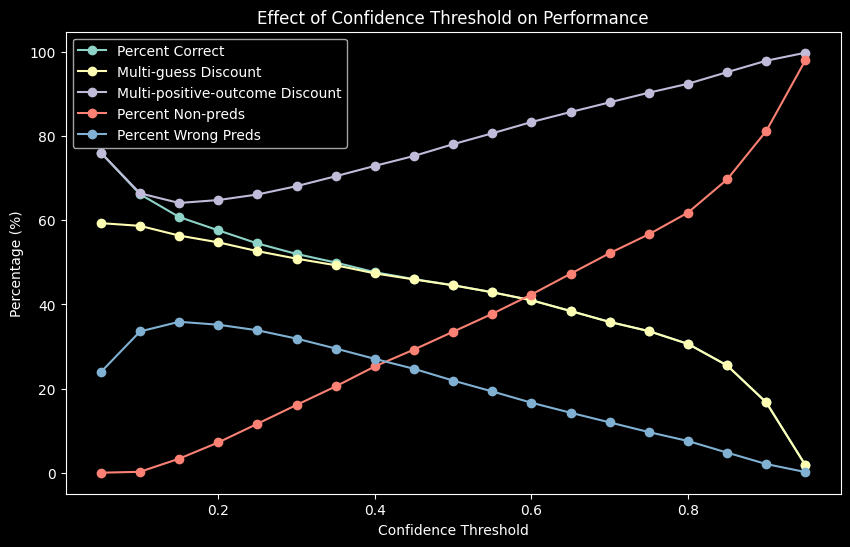 Effect of Confidence Threshold on Performance
Percent Correct
Multi-guess Discount
Multi-positive-outcome Discount
Percent Non-preds
Percent Wrong Preds
Percentage (%)
100
80
60
40
20
0
0.2 0.4 0.6 0.8
Confidence Threshold